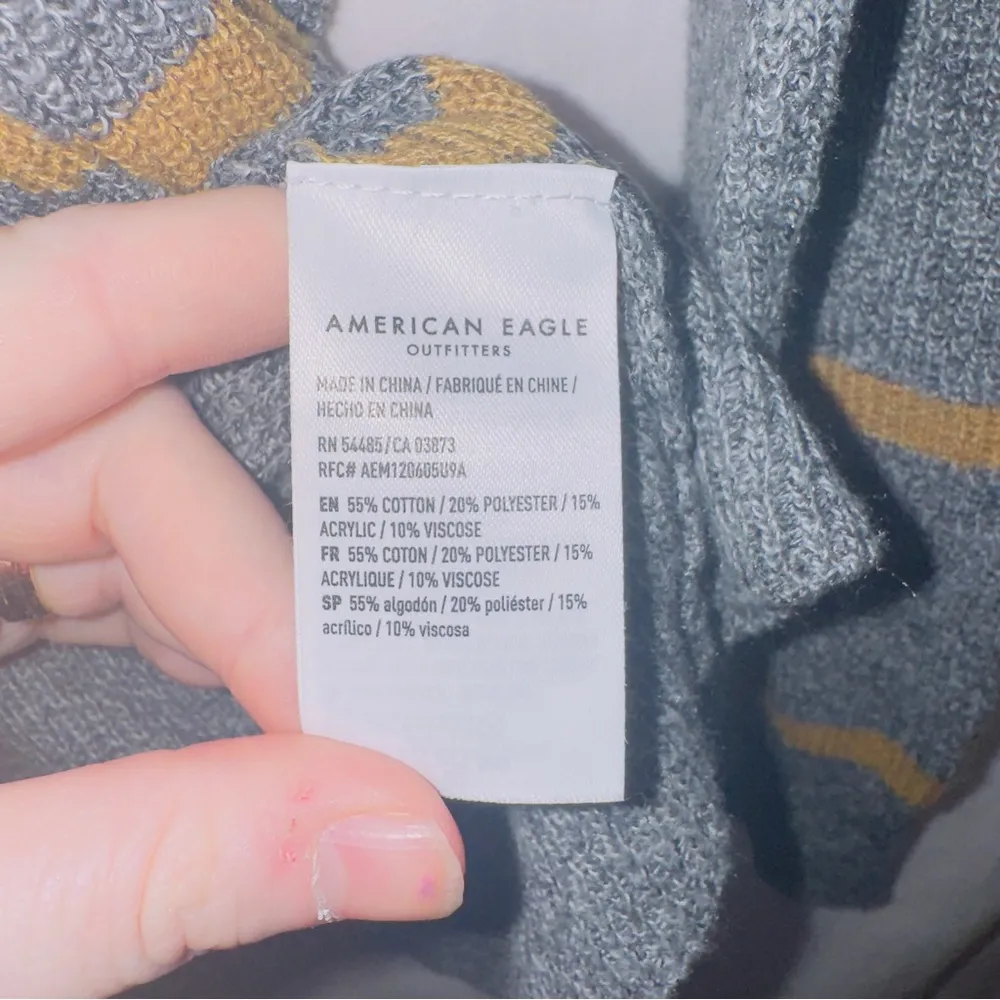 AMERICAN EAGLE
OUTFITTERS
MADE IN CHINA / FABRIQUÉ EN CHINE /
HECHO EN CHINA
RN 54485 / CA 03873
RFC# AEM120605U9A
EN 55% COTTON / 20% POLYESTER / 15%
ACRYLIC / 10% VISCOSE
FR 55% COTON / 20% POLYESTER / 15%
ACRYLIQUE / 10% VISCOSE
SP 55% algodón / 20% poliéster / 15%
acrílico / 10% viscosa